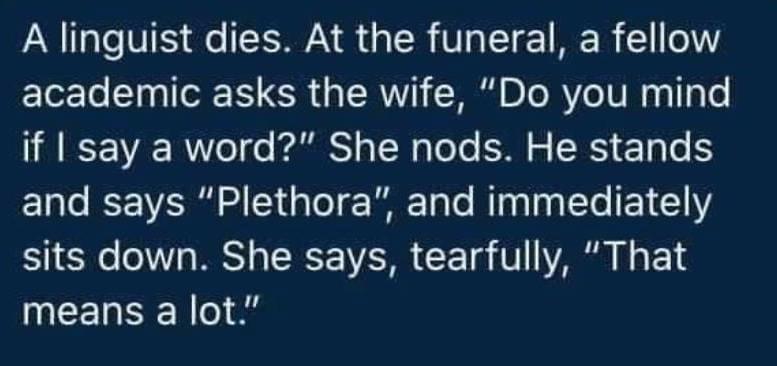 A linguist dies. At the funeral, a fellow
academic asks the wife, "Do you mind
if I say a word?" She nods. He stands
and says "Plethora", and immediately
sits down. She says, tearfully, "That
means a lot."